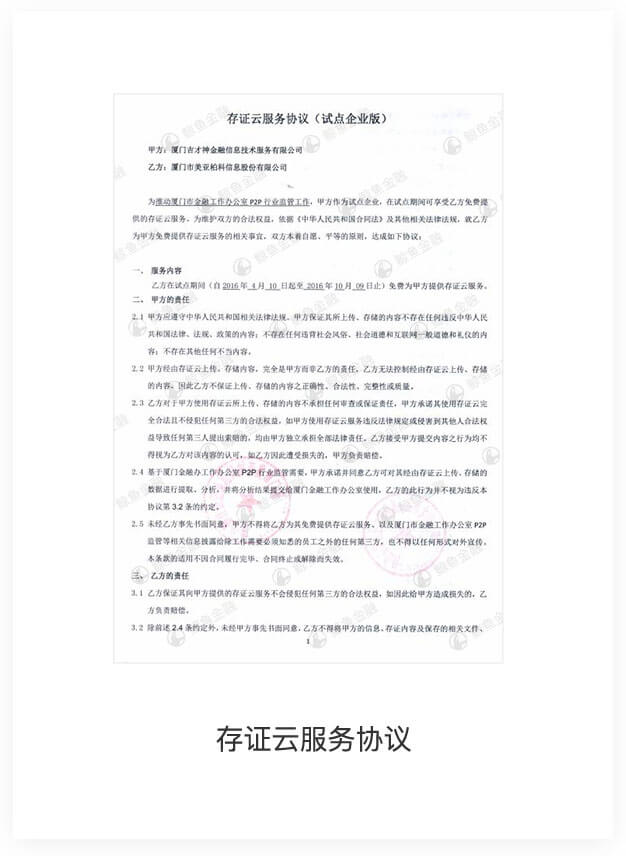 存证云服务协议（试点企业版）
甲方：厦门吉才神金融信息技术服务有限公司
乙方：厦门市美亚柏科信息股份有限公司
为推动厦门市金融工作办公室 P2P 行业监管工作，甲方作为试点企业，在试点期间可享受乙方免费提
供的存证云服务。为维护双方的合法权益，依据《中华人民共和国合同法》及其他相关法律法规，就乙方
为甲方免费提供存证云服务的相关事宜，双方本着自愿、平等的原则，达成如下协议：
一、 服务内容
乙方在试点期间（自 2016 年 4 月 10 日起至 2016 年 10 月 09 日止）免费为甲方提供存证云服务。
二、 甲方的责任
2.1 甲方应遵守中华人民共和国相关法律法规。甲方保证其所上传、存储的内容不存在任何违反中华人民
共和国法律、法规、政策的内容；不存在任何违背社会风俗、社会道德和互联网一般道德和礼仪的内
容；不存在其他任何不当内容。
2.2 甲方经由存证云上传、存储内容，完全是甲方而非乙方的责任。乙方无法控制经由存证云上传、存储
的内容，因此乙方不保证上传、存储的内容之正确性、合法性、完整性或质量。
2.3 乙方对于甲方使用存证云所上传、存储的内容不承担任何审查或保证责任，甲方承诺其使用存证云完
全合法且不侵犯任何第三方的合法权益，如甲方使用存证云服务违反法律规定或侵害到其他人合法权
益导致任何第三人提出索赔的，均由甲方独立承担全部法律责任。乙方接受甲方提交内容之行为均不
得视为乙方对该内容的认可，如乙方因此遭受损失的，甲方负责赔偿。
2.4 基于厦门金融办工作办公室 P2P 行业监管需要，甲方承诺并同意乙方可对其经由存证云上传、存储的
数据进行提取、分析，并将分析结果提交给厦门金融工作办公室使用，乙方的此行为并不视为违反本
协议第 3.2 条的约定。
2.5 未经乙方事先书面同意，甲方不得将乙方为其免费提供存证云服务、以及厦门市金融工作办公室 P2P
监管等相关信息披露给除工作需要必须知悉的员工之外的任何第三方，也不得以任何形式对外宣传。
本条款的适用不因合同履行完毕、合同终止或解除而失效。
三、 乙方的责任
3.1 乙方保证其向甲方提供的存证云服务不会侵犯任何第三方的合法权益，如因此给甲方造成损失的，乙
方负责赔偿。
3.2 除前述 2.4 条约定外，未经甲方事先书面同意，乙方不得将甲方的信息、存证内容及保存的相关文件、
1
存证云服务协议